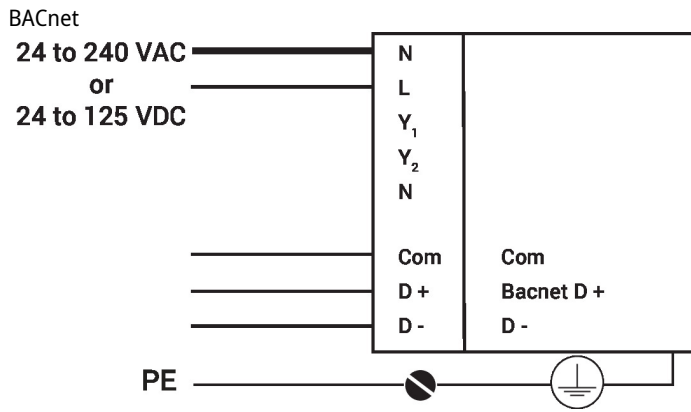 BACnet
24 to 240 VAC
or
24 to 125 VDC
N
L
Y1
Y2
N
Com Com
D + Bacnet D +
D - D -
PE